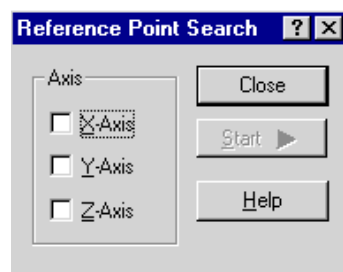 Reference Point Search ? X
Axis
X-Axis
Y-Axis
Z-Axis
Close
Start
Help